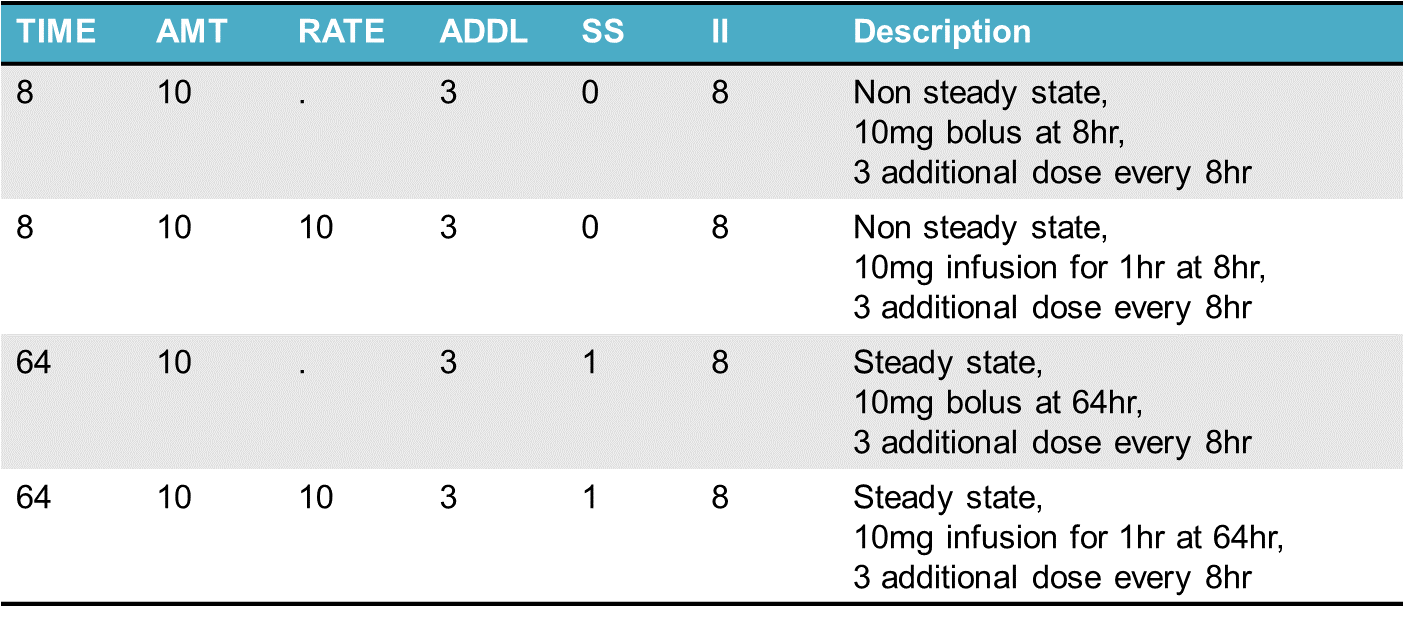 TIME AMT RATE ADDL SS II Description
8 10 . 3 0 8 Non steady state,
10mg bolus at 8hr,
3 additional dose every 8hr
8 10 10 3 0 8 Non steady state,
10mg infusion for 1hr at 8hr,
3 additional dose every 8hr
64 10 . 3 1 8 Steady state,
10mg bolus at 64hr,
3 additional dose every 8hr
64 10 10 3 1 8 Steady state,
10mg infusion for 1hr at 64hr,
3 additional dose every 8hr